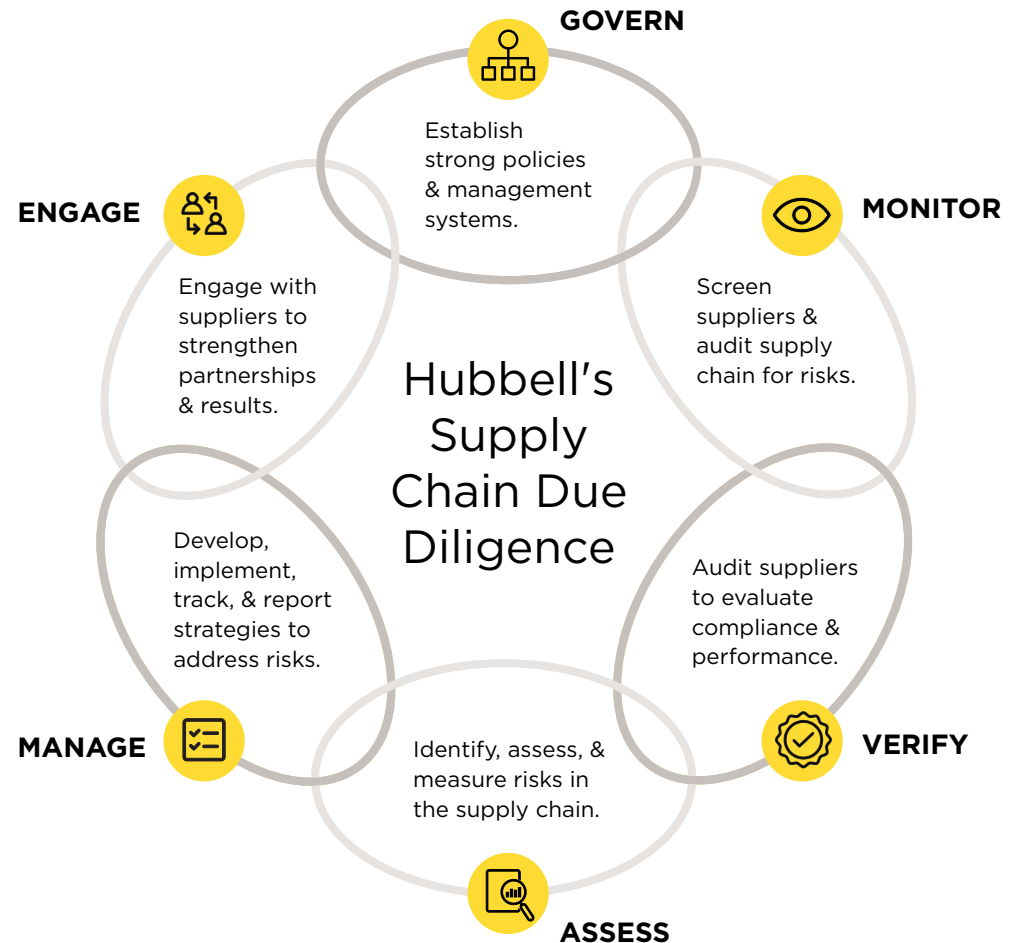 GOVERN
Establish
strong policies
& management
systems.
MONITOR
Screen
suppliers &
audit supply
chain for risks.
VERIFY
Audit suppliers
to evaluate
compliance &
performance.
ASSESS
Identify, assess, &
measure risks in
the supply chain.
MANAGE
Develop,
implement,
track, & report
strategies to
address risks.
ENGAGE
Engage with
suppliers to
strengthen
partnerships
& results.
Hubbell's
Supply
Chain Due
Diligence